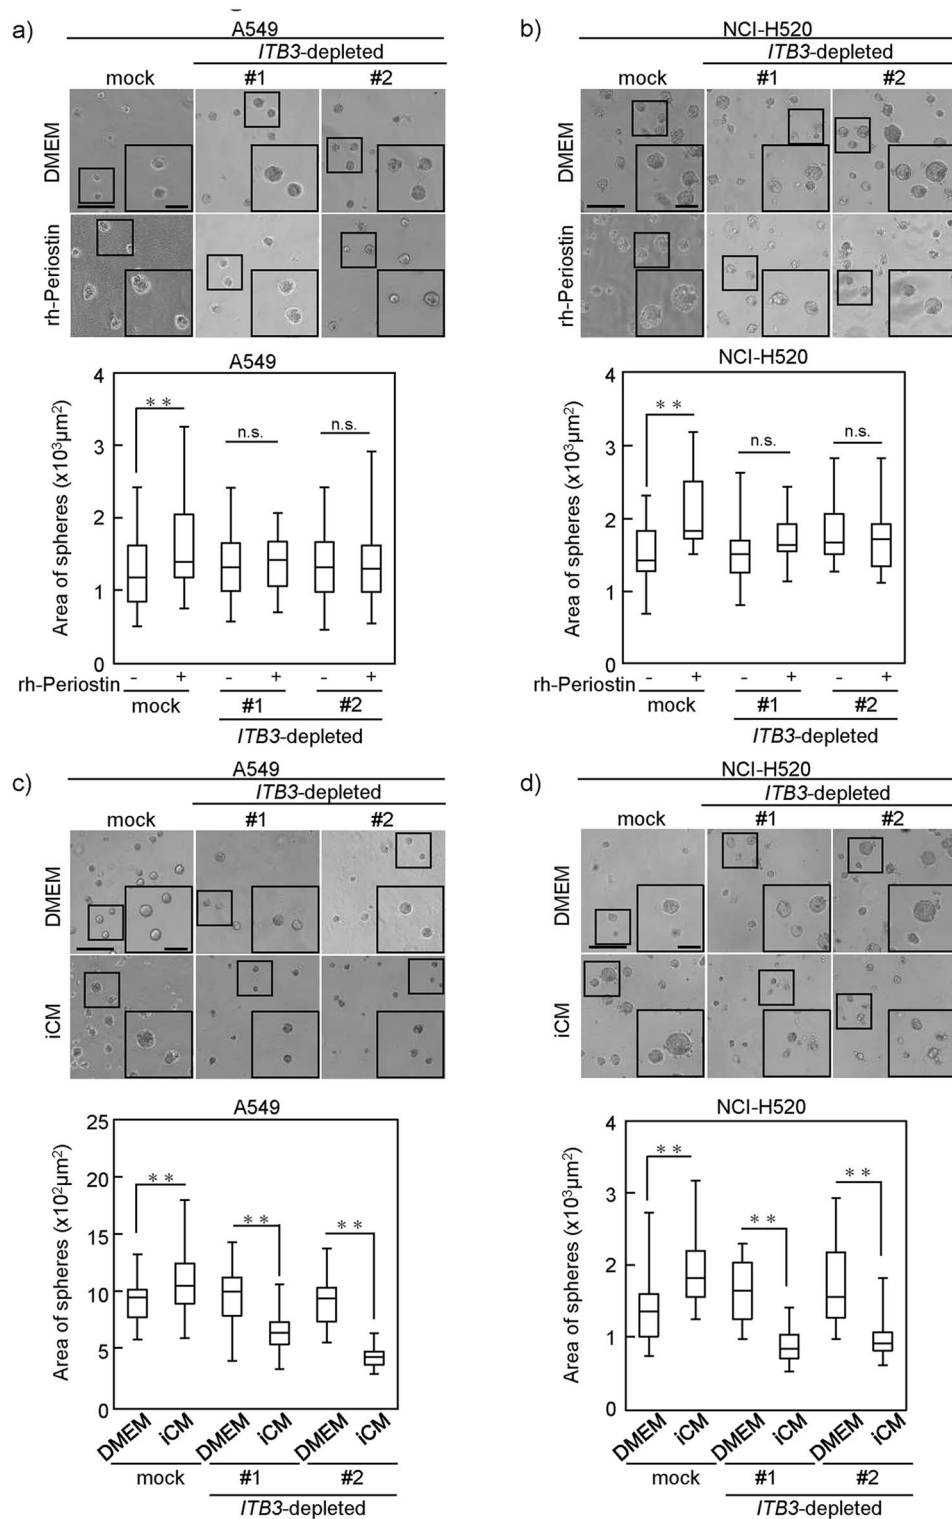 a)
A549
ITB3-depleted
mock #1 #2
DMEM
rh-Periostin
A549
Area of spheres (x10³µm²)
4
3
2
1
0
** n.s. n.s.
rh-Periostin - + - + - +
mock #1 #2
ITB3-depleted
b)
NCI-H520
ITB3-depleted
mock #1 #2
DMEM
rh-Periostin
NCI-H520
Area of spheres (x10³µm²)
4
3
2
1
0
** n.s. n.s.
rh-Periostin - + - + - +
mock #1 #2
ITB3-depleted
c)
A549
ITB3-depleted
mock #1 #2
DMEM
iCM
A549
Area of spheres (x10²µm²)
25
20
15
10
5
0
** ** **
DMEM iCM DMEM iCM DMEM iCM
mock #1 #2
ITB3-depleted
d)
NCI-H520
ITB3-depleted
mock #1 #2
DMEM
iCM
NCI-H520
Area of spheres (x10³µm²)
4
3
2
1
0
** ** **
DMEM iCM DMEM iCM DMEM iCM
mock #1 #2
ITB3-depleted